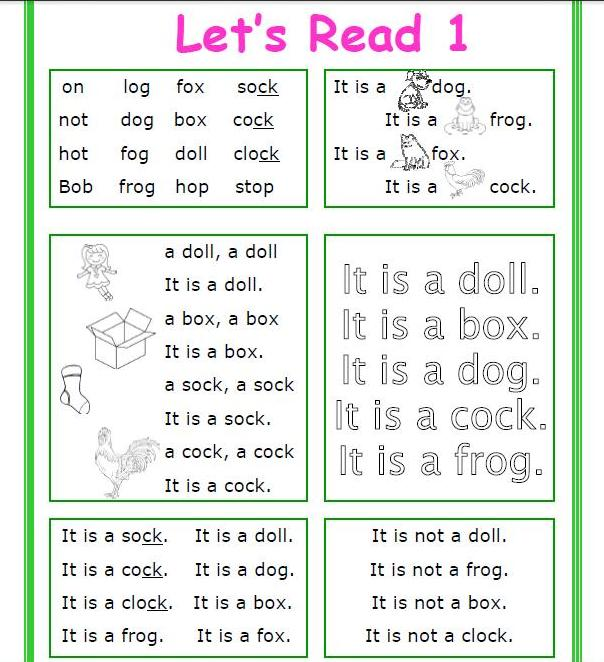 Let's Read 1
on log fox sock
not dog box cock
hot fog doll clock
Bob frog hop stop
It is a dog.
It is a frog.
It is a fox.
It is a cock.
a doll, a doll
It is a doll.
a box, a box
It is a box.
a sock, a sock
It is a sock.
a cock, a cock
It is a cock.
It is a doll.
It is a box.
It is a dog.
It is a cock.
It is a frog.
It is a sock. It is a doll.
It is a cock. It is a dog.
It is a clock. It is a box.
It is a frog. It is a fox.
It is not a doll.
It is not a frog.
It is not a box.
It is not a clock.